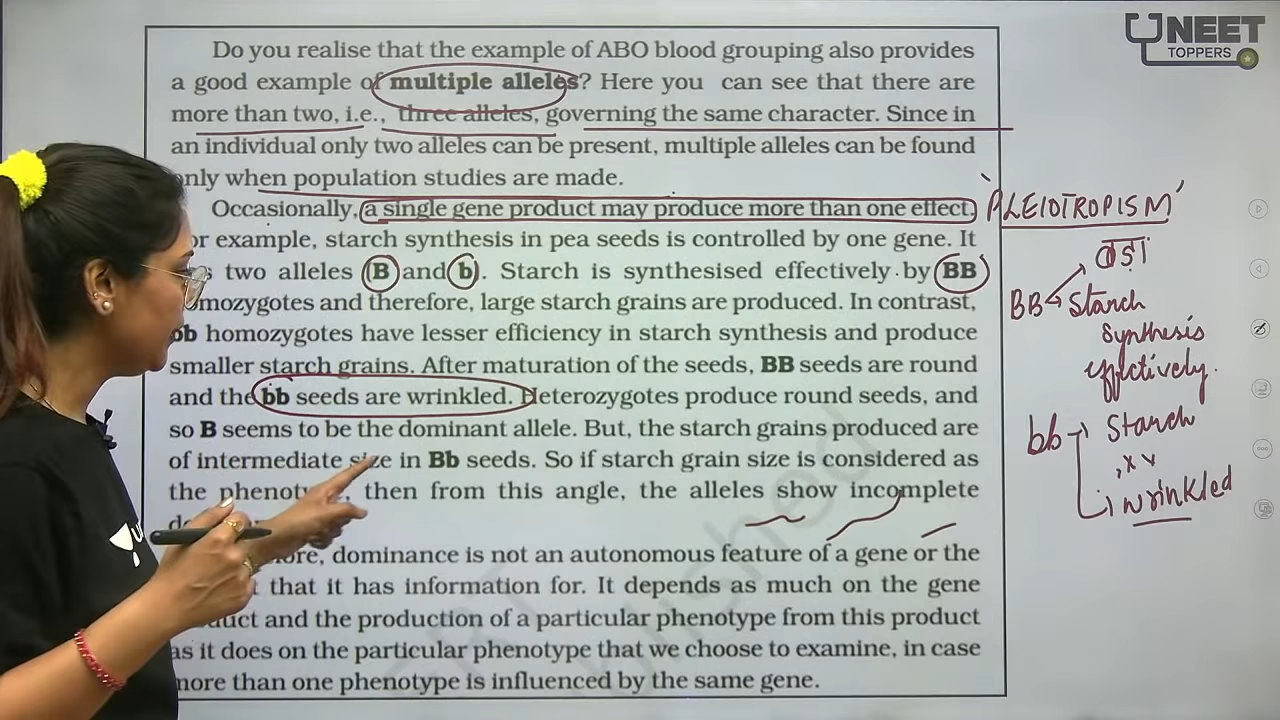 NEET
TOPPERS
Do you realise that the example of ABO blood grouping also provides
a good example of multiple alleles? Here you can see that there are
more than two, i.e., three alleles, governing the same character. Since in
an individual only two alleles can be present, multiple alleles can be found
only when population studies are made.
Occasionally, a single gene product may produce more than one effect.
example, starch synthesis in pea seeds is controlled by one gene. It
two alleles (B and b). Starch is synthesised effectively by BB
homozygotes and therefore, large starch grains are produced. In contrast,
bb homozygotes have lesser efficiency in starch synthesis and produce
smaller starch grains. After maturation of the seeds, BB seeds are round
and the bb seeds are wrinkled. Heterozygotes produce round seeds, and
so B seems to be the dominant allele. But, the starch grains produced are
of intermediate size in Bb seeds. So if starch grain size is considered as
the, then from this angle, the alleles show incomplete
dominance is not an autonomous feature of a gene or the
that it has information for. It depends as much on the gene
and the production of a particular phenotype from this product
as it does on the particular phenotype that we choose to examine, in case
more than one phenotype is influenced by the same gene.
'PLEIOTROPISM'
BB → Starch
synthesis
effectively.
bb → Starch
wrinkled